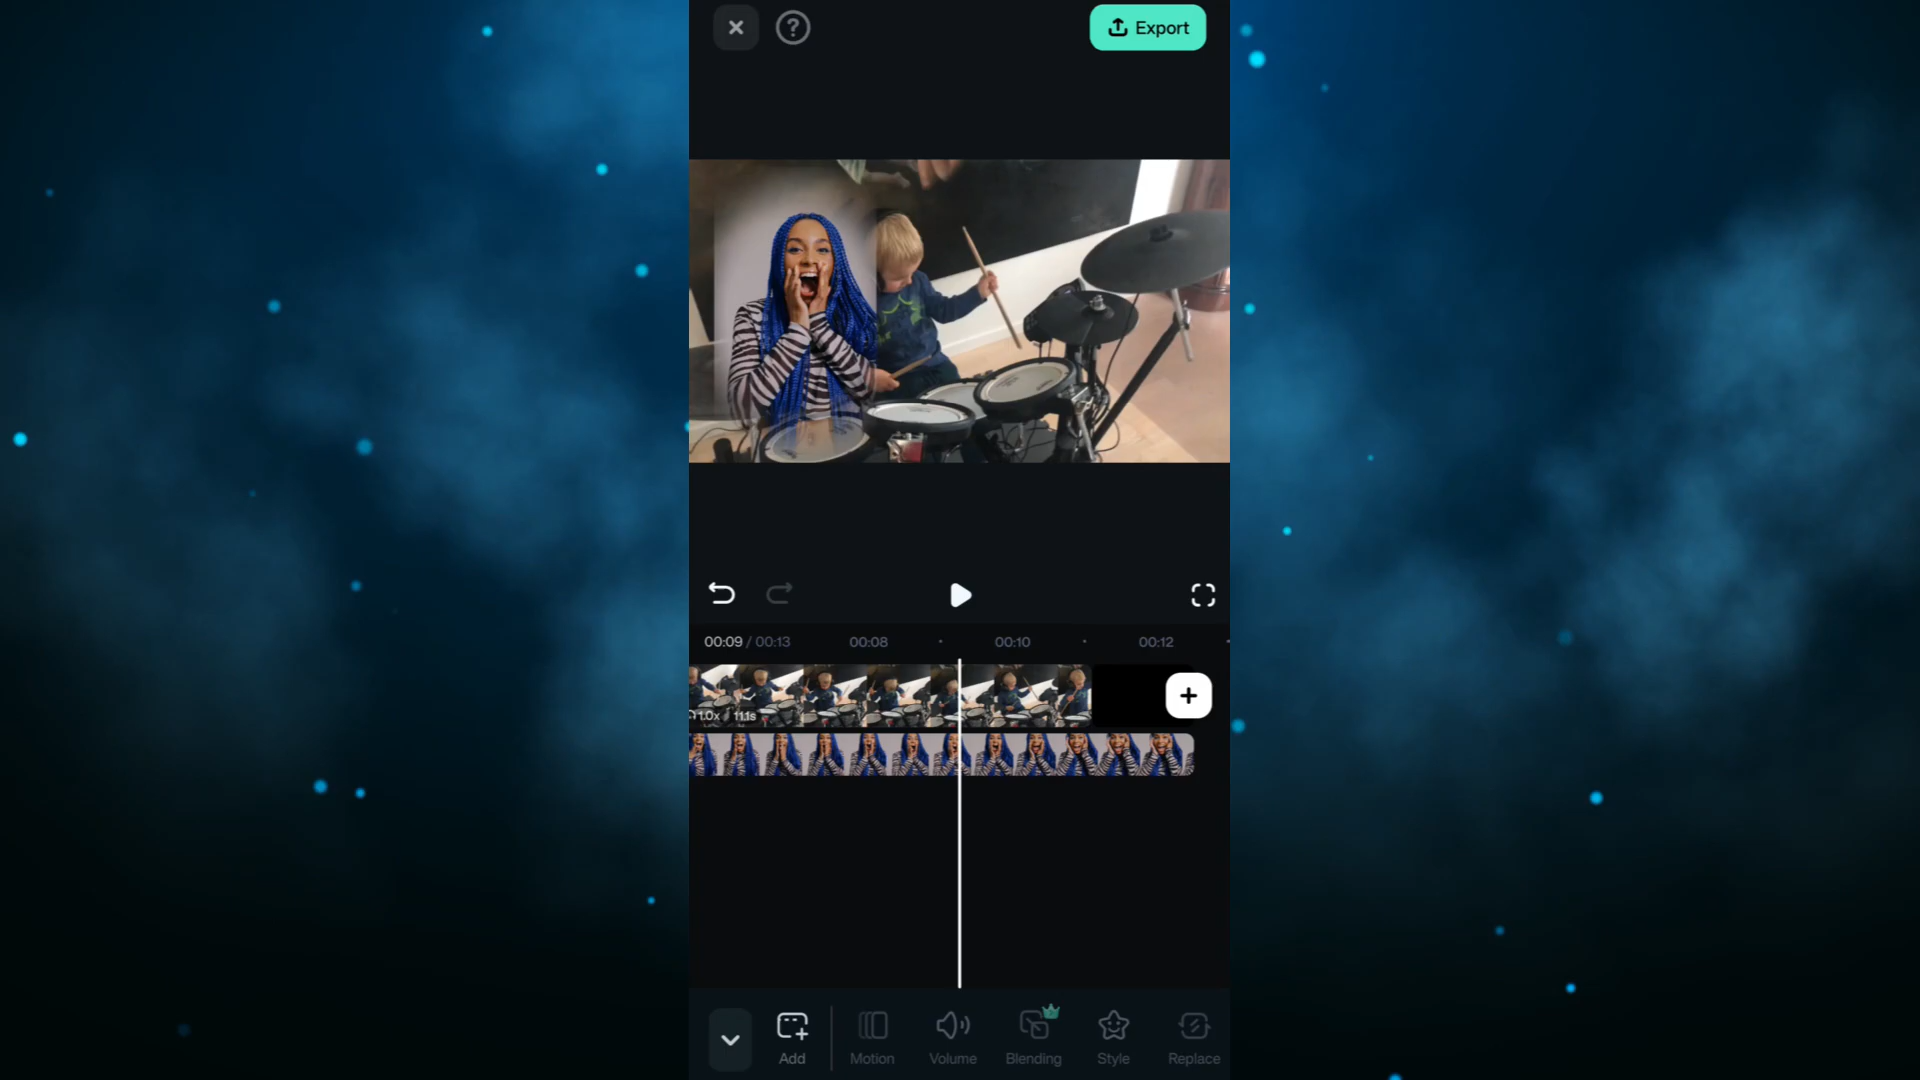 Export
00:09 / 00:13 00:08 00:10 00:12
1.0x 11.1s
Add Motion Volume Blending Style Replace